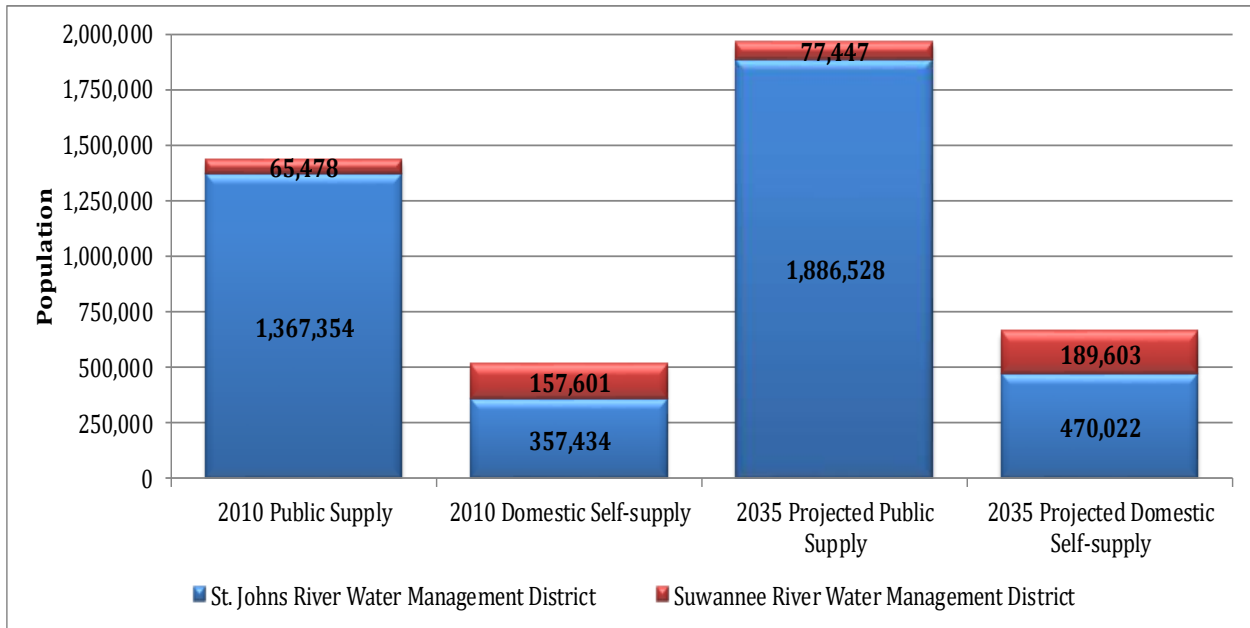 2,000,000
1,750,000
1,500,000
1,250,000
1,000,000
750,000
500,000
250,000
0
Population
65,478
1,367,354
157,601
357,434
77,447
1,886,528
189,603
470,022
2010 Public Supply
2010 Domestic Self-supply
2035 Projected Public
Supply
2035 Projected Domestic
Self-supply
St. Johns River Water Management District
Suwannee River Water Management District